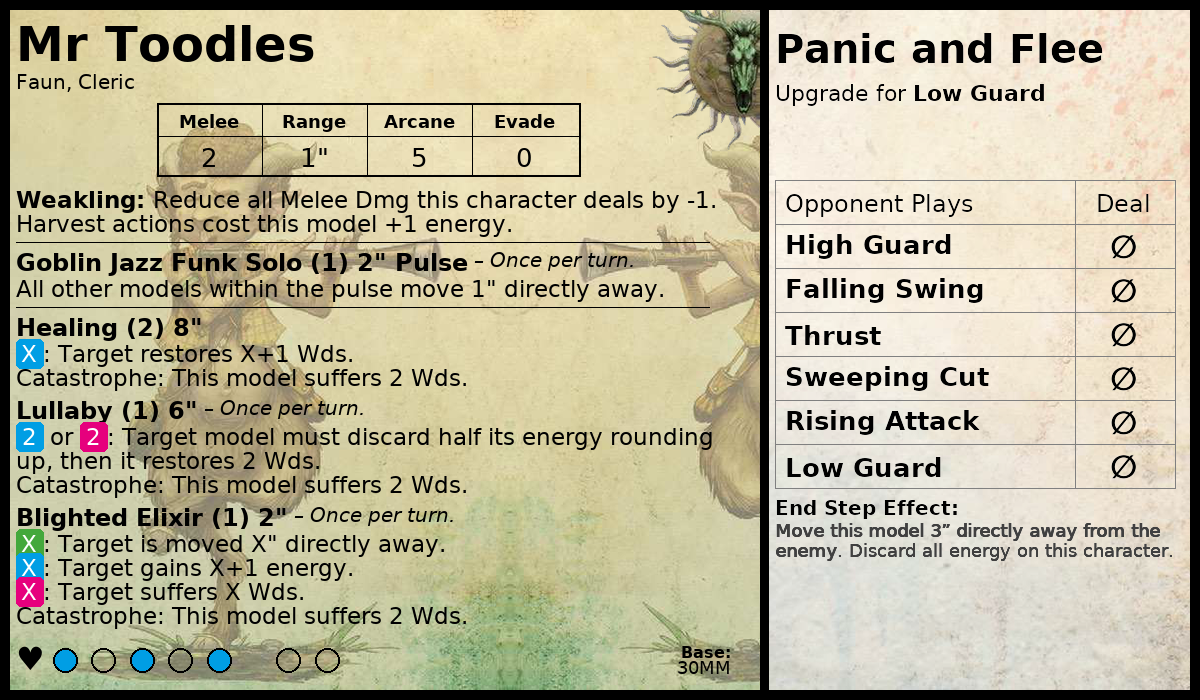 Mr Toodles
Faun, Cleric
Melee Range Arcane Evade
2 1" 5 0
Weakling: Reduce all Melee Dmg this character deals by -1.
Harvest actions cost this model +1 energy.
Goblin Jazz Funk Solo (1) 2" Pulse – Once per turn.
All other models within the pulse move 1" directly away.
Healing (2) 8"
X: Target restores X+1 Wds.
Catastrophe: This model suffers 2 Wds.
Lullaby (1) 6" – Once per turn.
2 or 2: Target model must discard half its energy rounding
up, then it restores 2 Wds.
Catastrophe: This model suffers 2 Wds.
Blighted Elixir (1) 2" – Once per turn.
X: Target is moved X" directly away.
X: Target gains X+1 energy.
X: Target suffers X Wds.
Catastrophe: This model suffers 2 Wds.
Base:
30MM
Panic and Flee
Upgrade for Low Guard
Opponent Plays Deal
High Guard ∅
Falling Swing ∅
Thrust ∅
Sweeping Cut ∅
Rising Attack ∅
Low Guard ∅
End Step Effect:
Move this model 3” directly away from the
enemy. Discard all energy on this character.